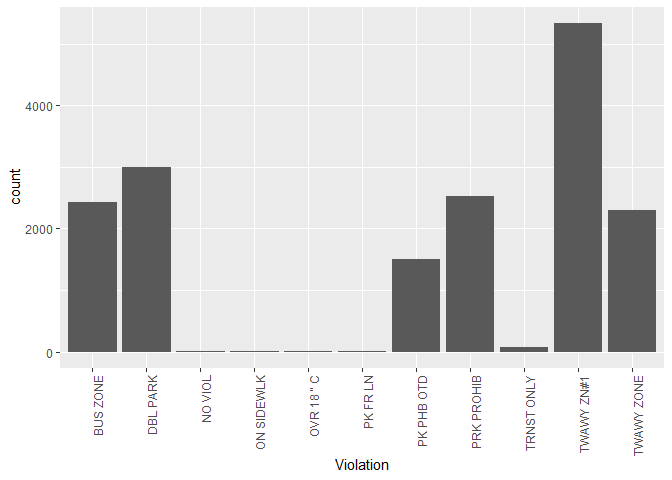 count
4000
2000
0
BUS ZONE
DBL PARK
NO VIOL
ON SIDEWLK
OVR 18 " C
PK FR LN
PK PHB OTD
PRK PROHIB
TRNST ONLY
TWAWY ZN#1
TWAWY ZONE
Violation